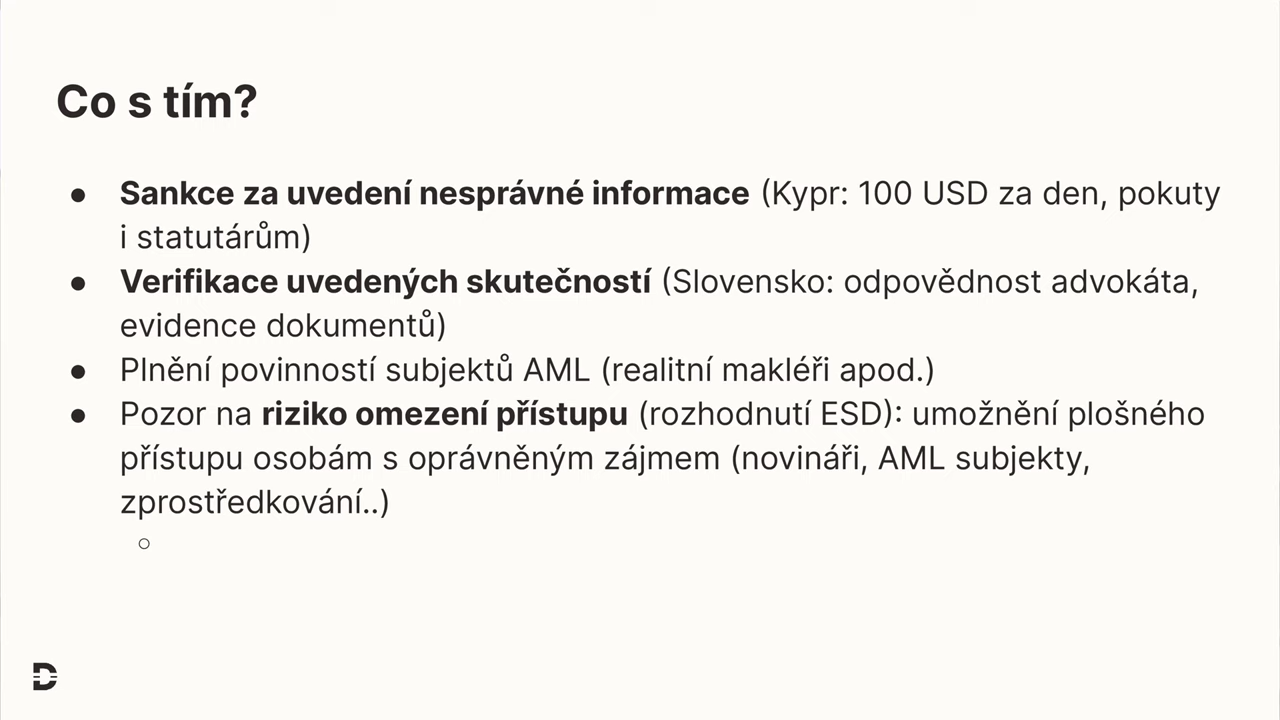 Co s tím?
● Sankce za uvedení nesprávné informace (Kypr: 100 USD za den, pokuty
i statutárům)
● Verifikace uvedených skutečností (Slovensko: odpovědnost advokáta,
evidence dokumentů)
● Plnění povinností subjektů AML (realitní makléři apod.)
● Pozor na riziko omezení přístupu (rozhodnutí ESD): umožnění plošného
přístupu osobám s oprávněným zájmem (novináři, AML subjekty,
zprostředkování..)
○
D